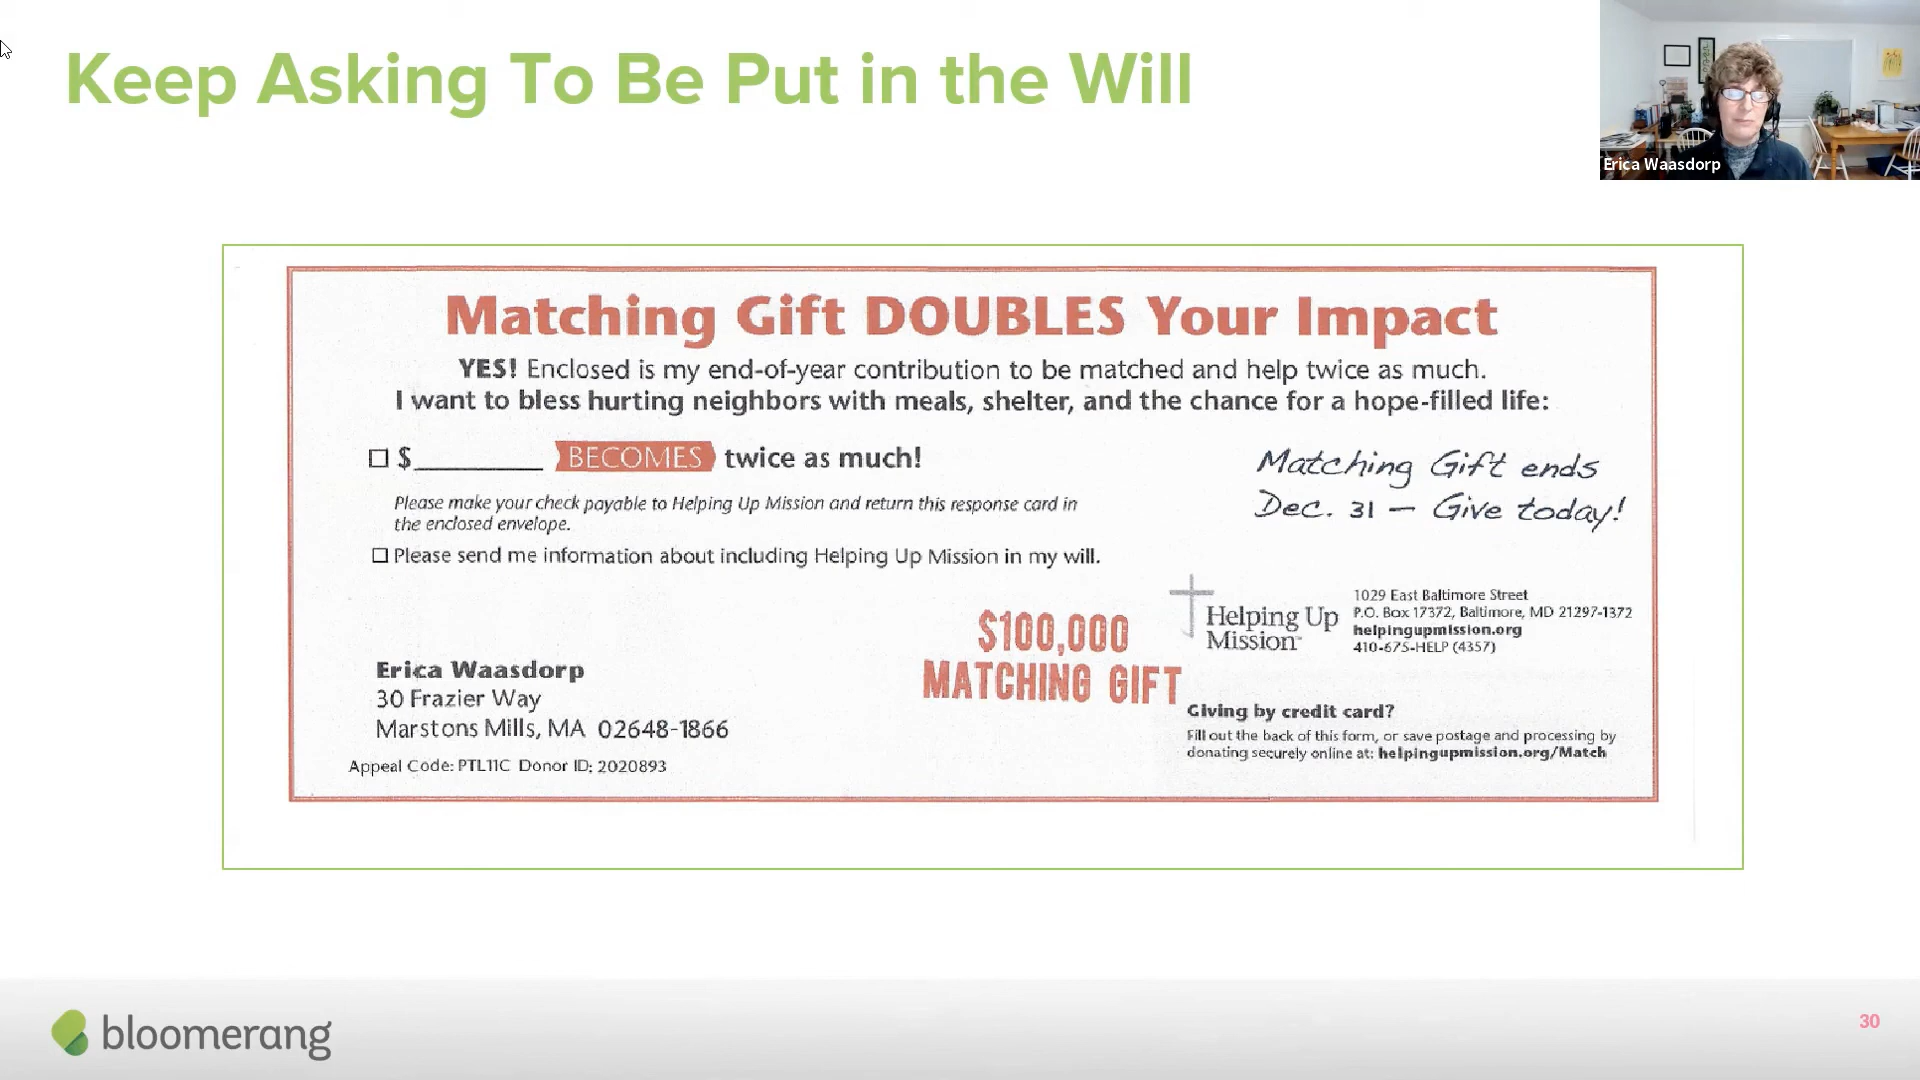 Keep Asking To Be Put in the Will
Erica Waasdorp
Matching Gift DOUBLES Your Impact
YES! Enclosed is my end-of-year contribution to be matched and help twice as much.
I want to bless hurting neighbors with meals, shelter, and the chance for a hope-filled life:
$_________ BECOMES twice as much!
Please make your check payable to Helping Up Mission and return this response card in
the enclosed envelope.
Please send me information about including Helping Up Mission in my will.
Matching Gift ends
Dec. 31 — Give today!
$100,000
MATCHING GIFT
Helping Up
Mission
1029 East Baltimore Street
P.O. Box 17372, Baltimore, MD 21297-1372
helpingupmission.org
410-675-HELP (4357)
Erica Waasdorp
30 Frazier Way
Marstons Mills, MA 02648-1866
Appeal Code: PTL11C Donor ID: 2020893
Giving by credit card?
Fill out the back of this form, or save postage and processing by
donating securely online at: helpingupmission.org/Match
bloomerang
30